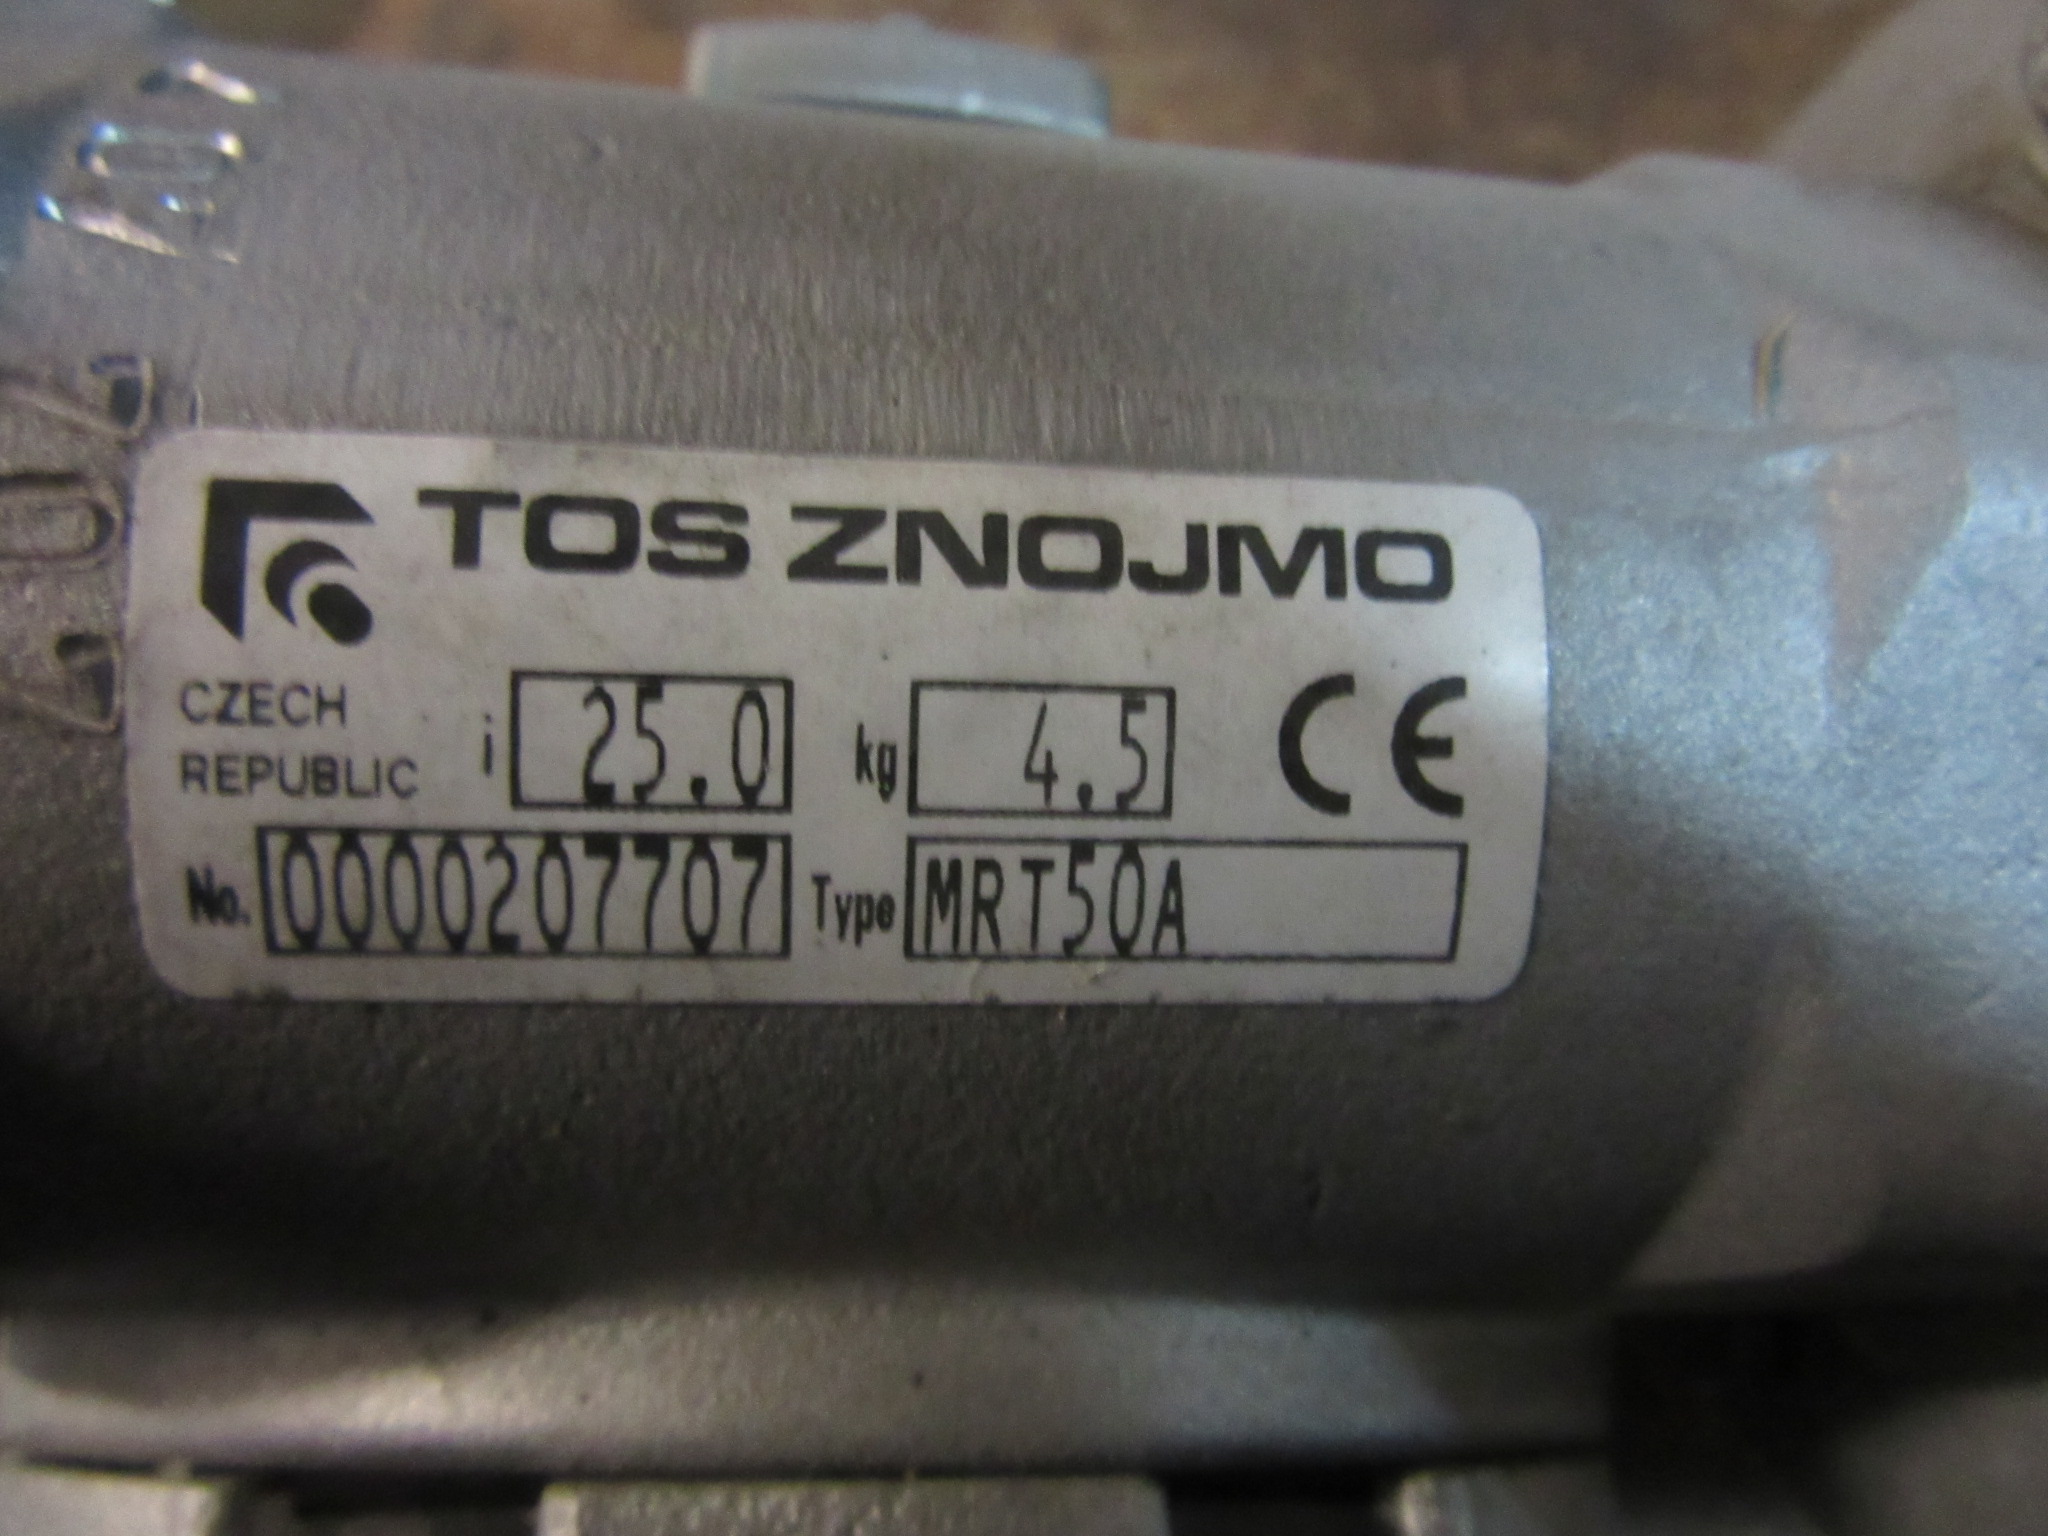 TOS ZNOJMO
CZECH REPUBLIC i 25.0 kg 4.5 CE
No. 0000207707 Type MRT50A